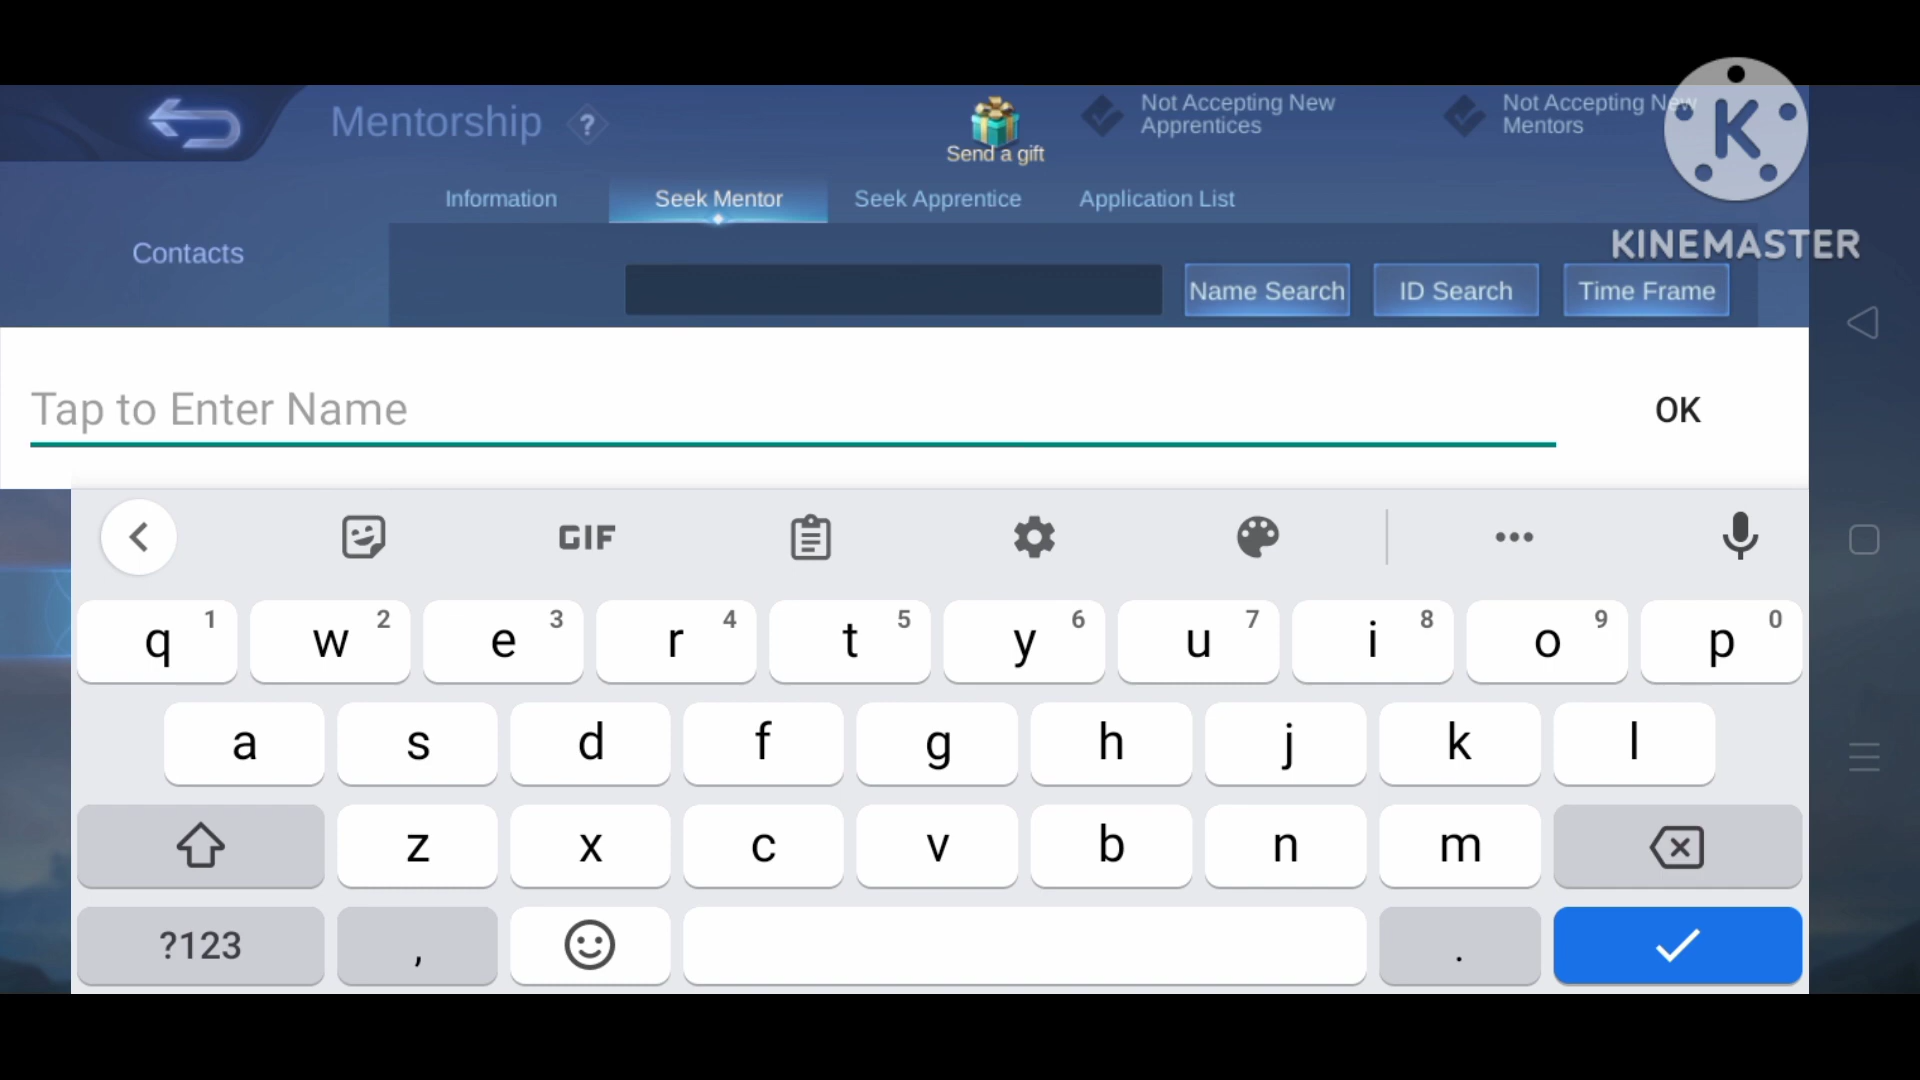 Mentorship ?
Send a gift
Not Accepting New
Apprentices
Not Accepting New
Mentors
K
KINEMASTER
Information
Seek Mentor
Seek Apprentice
Application List
Contacts
Name Search
ID Search
Time Frame
Tap to Enter Name
OK
GIF
q 1 w 2 e 3 r 4 t 5 y 6 u 7 i 8 o 9 p 0
a s d f g h j k l
z x c v b n m
?123 , .